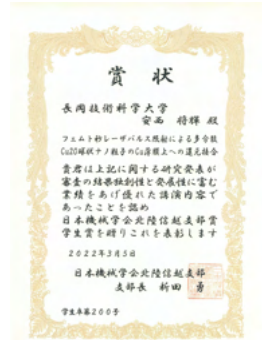 賞状
長岡技術科学大学
安西 将輝 殿
フェムト秒レーザパルス照射による多分散
Cu2O球状ナノ粒子のCu薄膜上への還元接合
貴君は上記に関する研究発表が
審査の結果独創性と発展性に富む
業績をあげ優れた講演内容で
あったことを認め
日本機械学会北陸信越支部賞
学生賞を贈りこれを表彰します
2022年3月5日
日本機械学会北陸信越支部
支部長 新田 勇
学生卒第200号